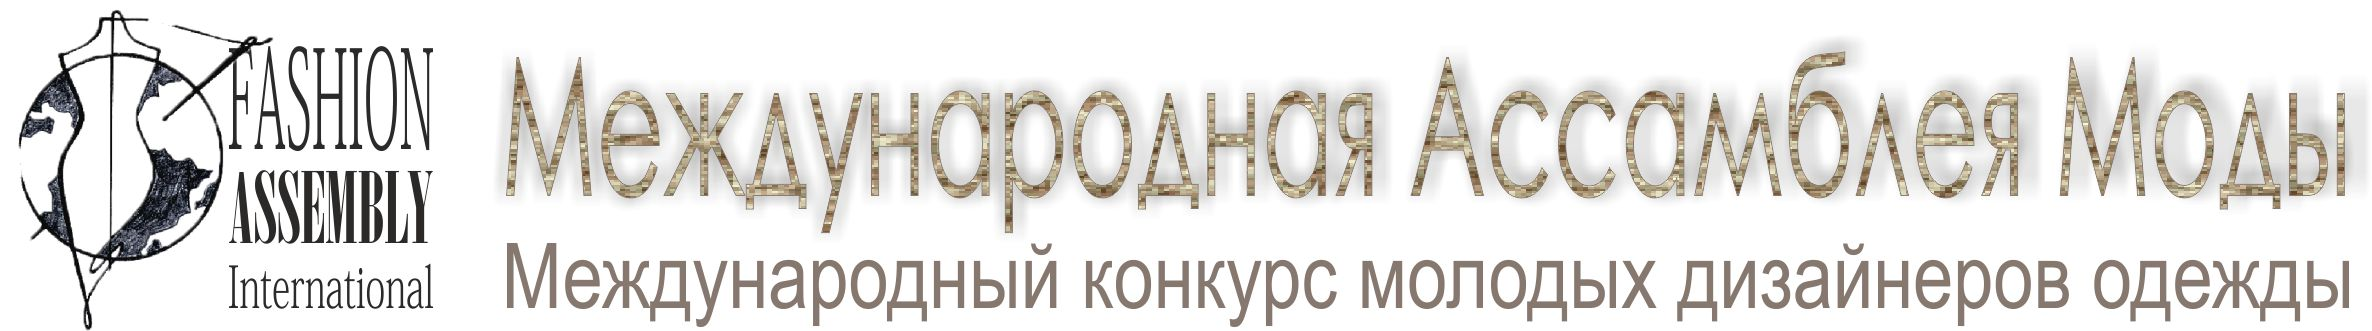 FASHION
ASSEMBLY
International
Международная Ассамблея Моды
Международный конкурс молодых дизайнеров одежды